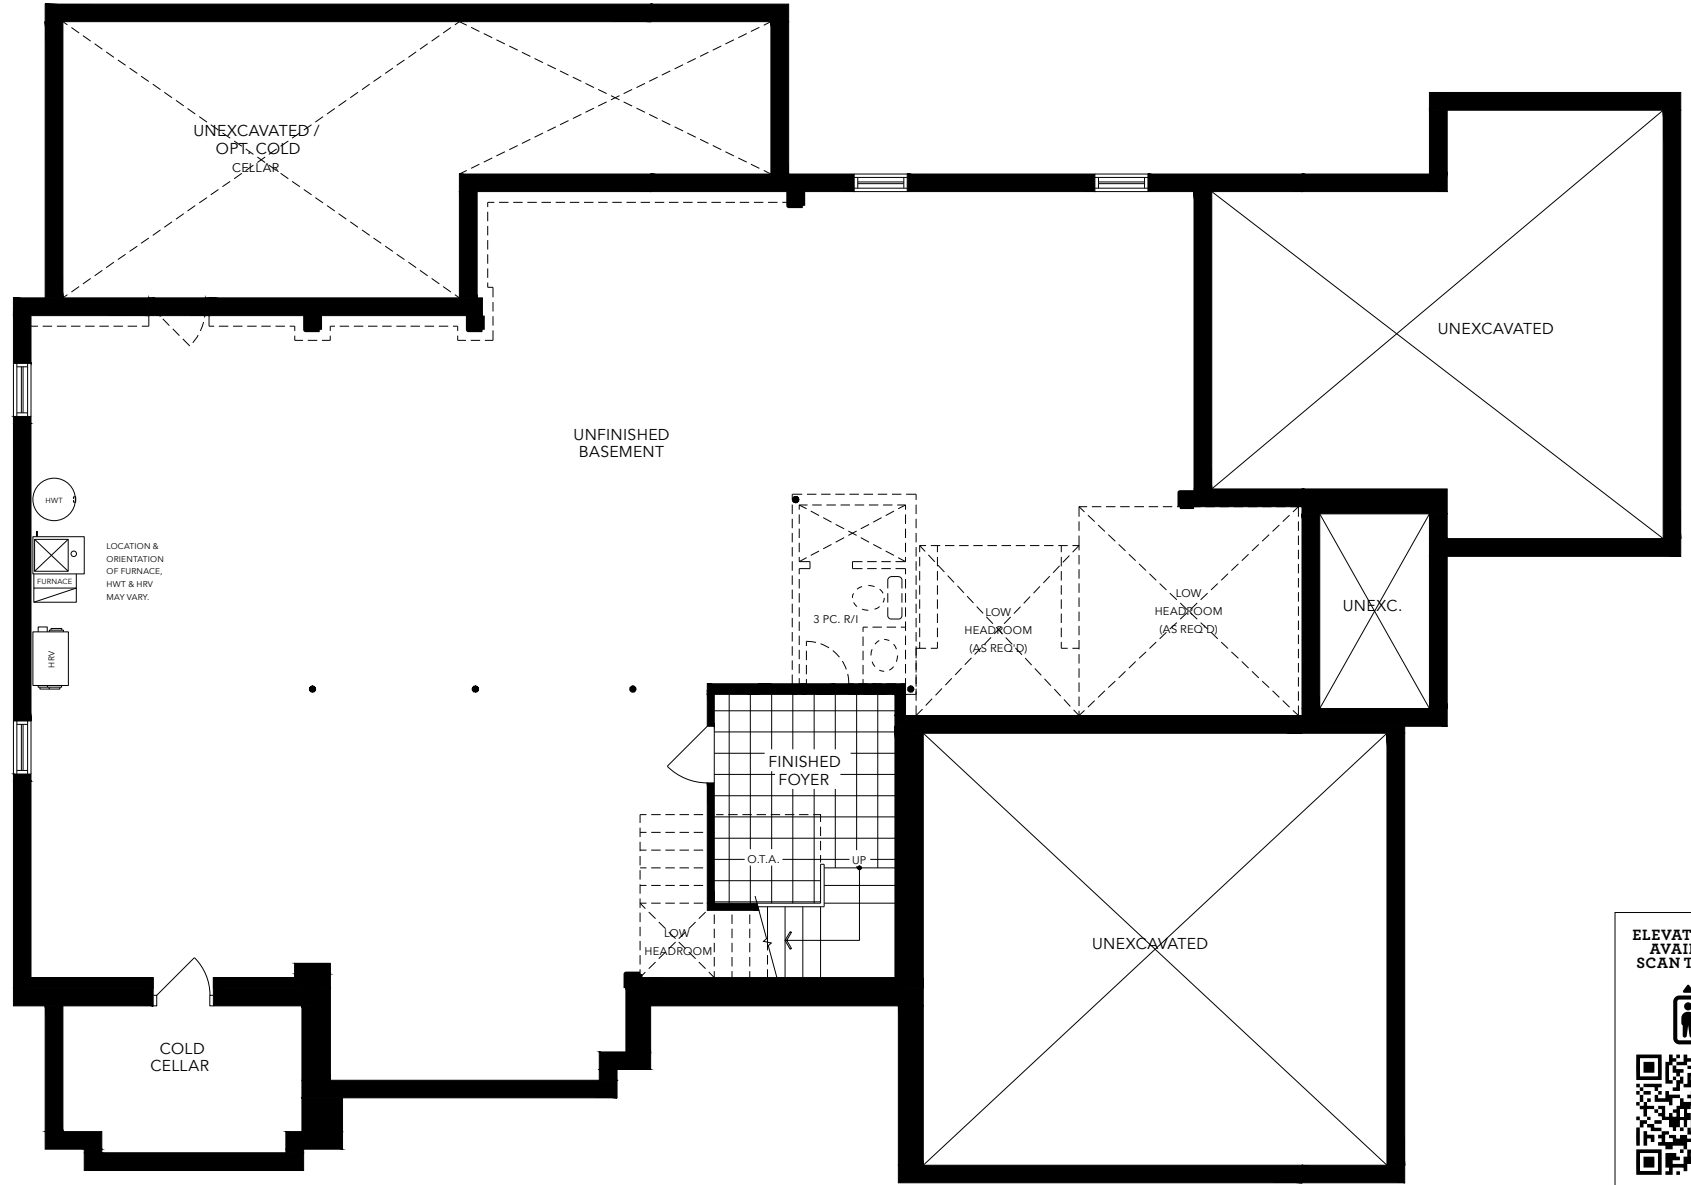 UNEXCAVATED /
OPT. COLD
CELLAR
UNEXCAVATED
UNFINISHED
BASEMENT
HWT
FURNACE
LOCATION &
ORIENTATION
OF FURNACE,
HWT & HRV
MAY VARY.
HRV
3 PC. R/I
LOW
HEADROOM
(AS REQ'D)
LOW
HEADROOM
(AS REQ'D)
UNEXC.
FINISHED
FOYER
O.T.A.
UP
LOW
HEADROOM
UNEXCAVATED
COLD
CELLAR
SCAN